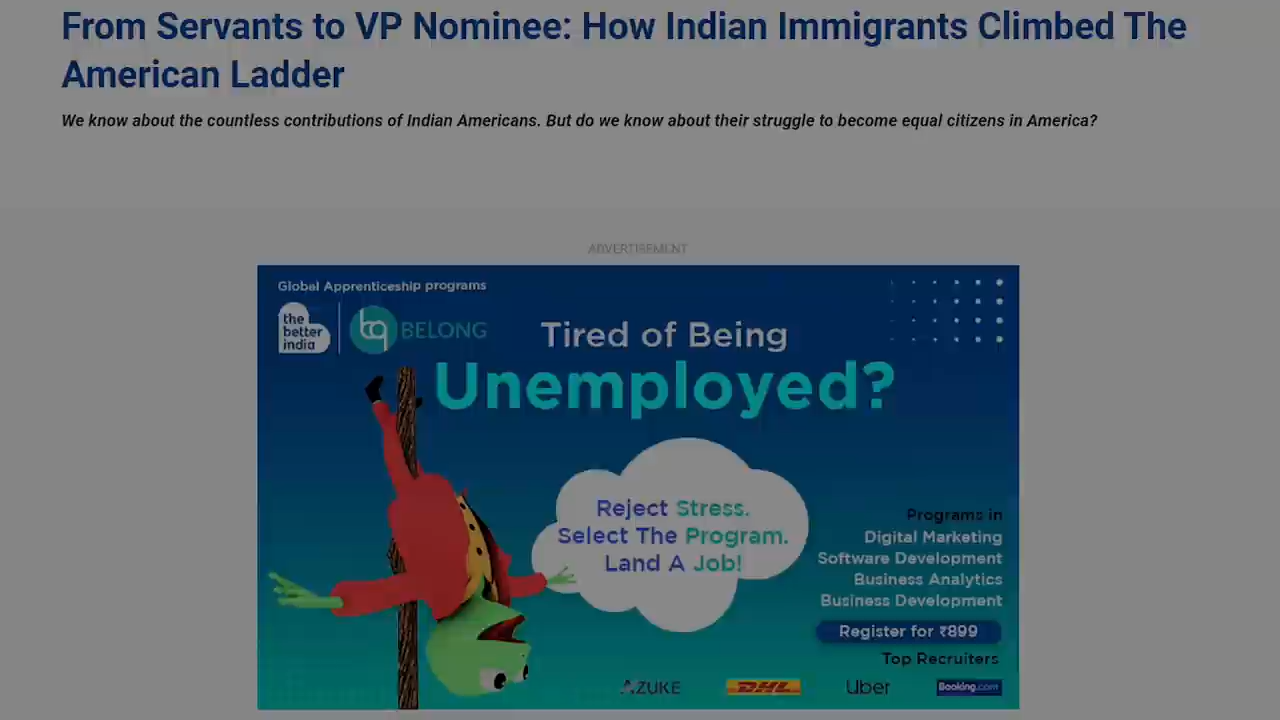 From Servants to VP Nominee: How Indian Immigrants Climbed The
American Ladder
We know about the countless contributions of Indian Americans. But do we know about their struggle to become equal citizens in America?
ADVERTISEMENT
Global Apprenticeship programs
the
better
india
bq BELONG
Tired of Being
Unemployed?
Reject Stress.
Select The Program.
Land A Job!
Programs in
Digital Marketing
Software Development
Business Analytics
Business Development
Register for ₹899
Top Recruiters
AZUKE DHL Uber Booking.com